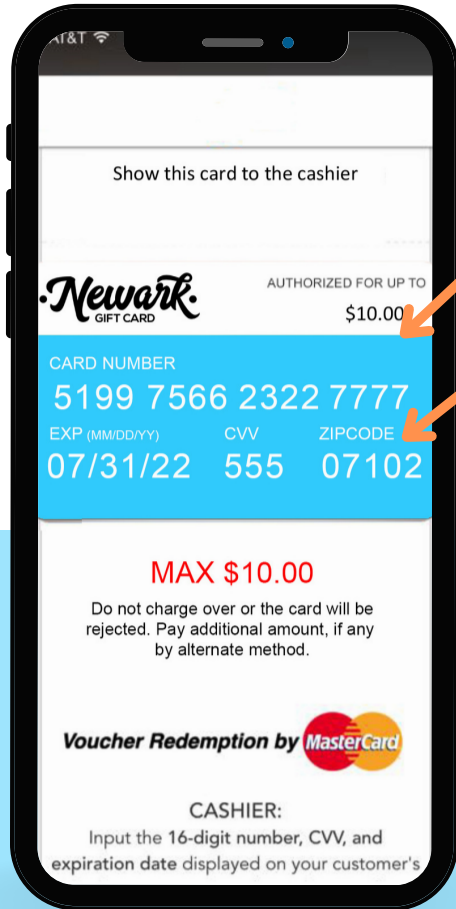 AT&T
Show this card to the cashier
Newark
GIFT CARD
AUTHORIZED FOR UP TO
$10.00
CARD NUMBER
5199 7566 2322 7777
EXP (MM/DD/YY) CVV ZIPCODE
07/31/22 555 07102
MAX $10.00
Do not charge over or the card will be
rejected. Pay additional amount, if any
by alternate method.
Voucher Redemption by MasterCard
CASHIER:
Input the 16-digit number, CVV, and
expiration date displayed on your customer's